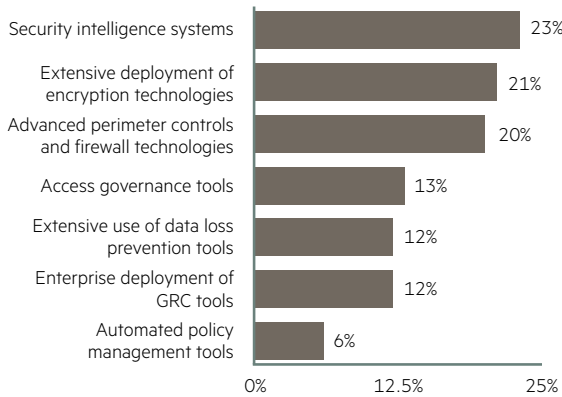 Security intelligence systems
23%
Extensive deployment of
encryption technologies
21%
Advanced perimeter controls
and firewall technologies
20%
Access governance tools
13%
Extensive use of data loss
prevention tools
12%
Enterprise deployment of
GRC tools
12%
Automated policy
management tools
6%
0%
12.5%
25%